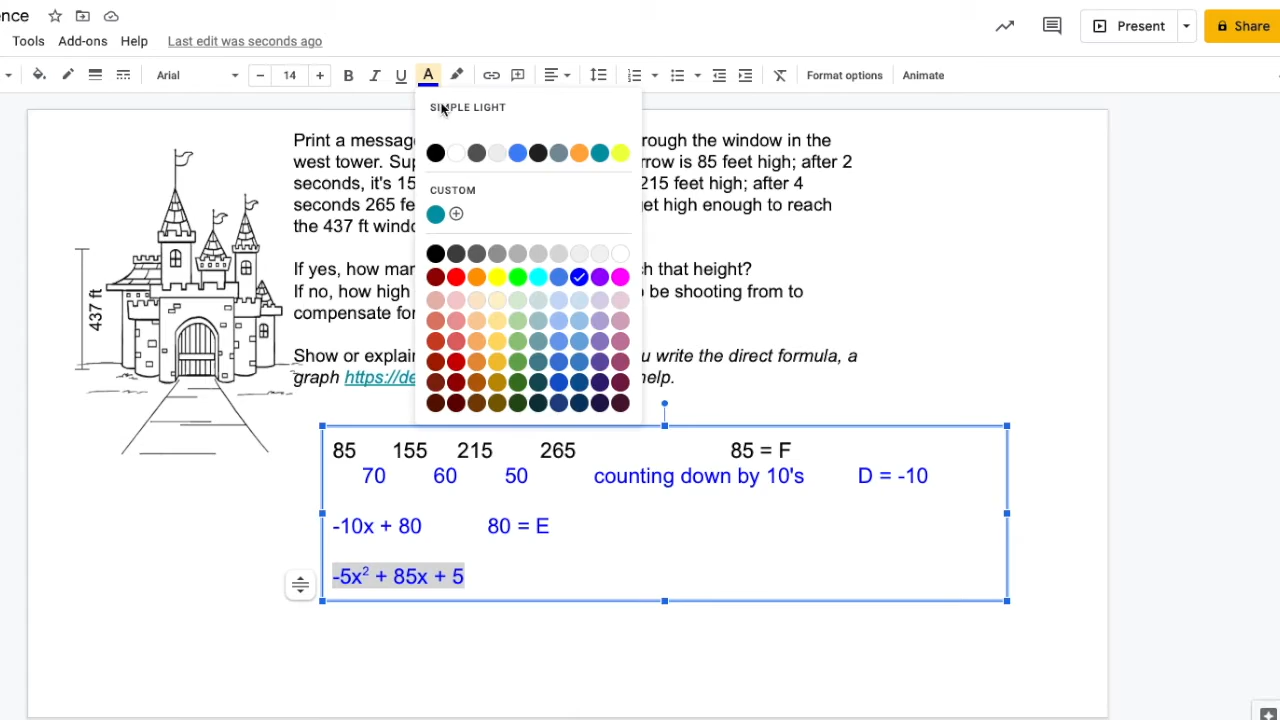 nce
Tools Add-ons Help Last edit was seconds ago
Present Share
Arial 14 B I U A Format options Animate
SIMPLE LIGHT
CUSTOM
Print a messag rough the window in the
west tower. Su rrow is 85 feet high; after 2
seconds, it's 15 215 feet high; after 4
seconds 265 fe et high enough to reach
the 437 ft wind
If yes, how mar h that height?
If no, how high be shooting from to
compensate for
Show or explai u write the direct formula, a
graph https://de help.
437 ft
85 155 215 265 85 = F
70 60 50 counting down by 10's D = -10
-10x + 80 80 = E
-5x² + 85x + 5